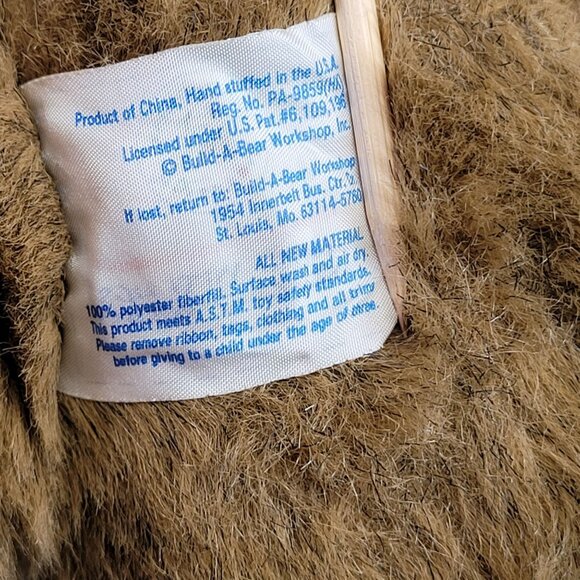 Product of China, Hand stuffed in the U.S.A
Reg. No. PA-9859(HK)
Licensed under U.S. Pat.#6,109,196
© Build-A-Bear Workshop, Inc.
If lost, return to: Build-A-Bear Workshop
1954 Innerbelt Bus. Ctr. Dr.
St. Louis, Mo. 63114-5760
ALL NEW MATERIAL
100% polyester fiberfill. Surface wash and air dry.
This product meets A.S.T.M. toy safety standards.
Please remove ribbon, tags, clothing and all trims
before giving to a child under the age of three.